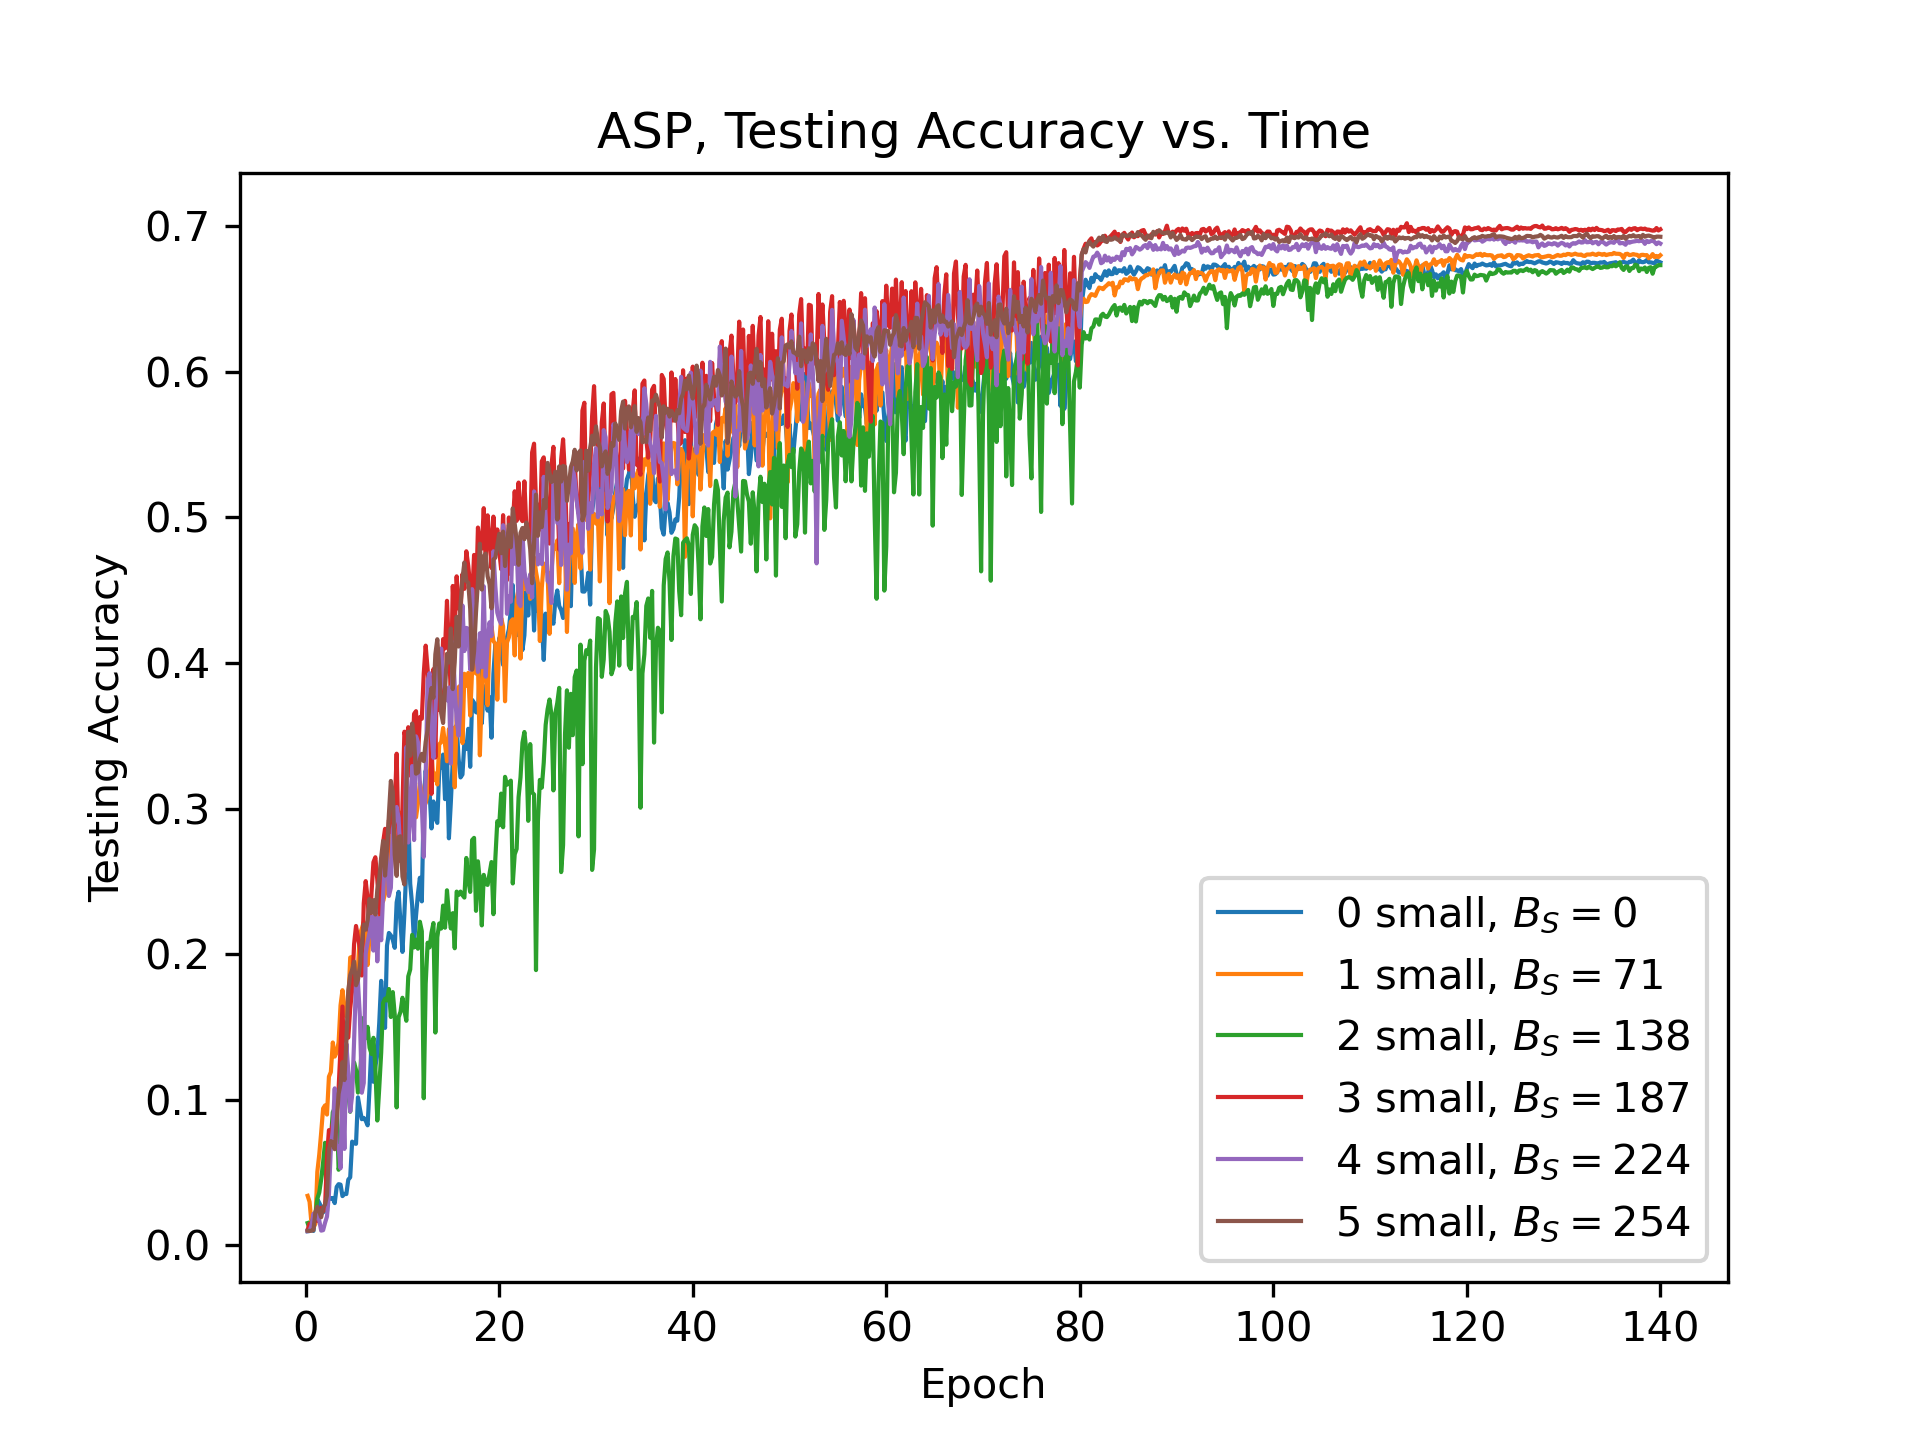 ASP, Testing Accuracy vs. Time
Testing Accuracy
0.7
0.6
0.5
0.4
0.3
0.2
0.1
0.0
0 small, B_S = 0
1 small, B_S = 71
2 small, B_S = 138
3 small, B_S = 187
4 small, B_S = 224
5 small, B_S = 254
0 20 40 60 80 100 120 140
Epoch